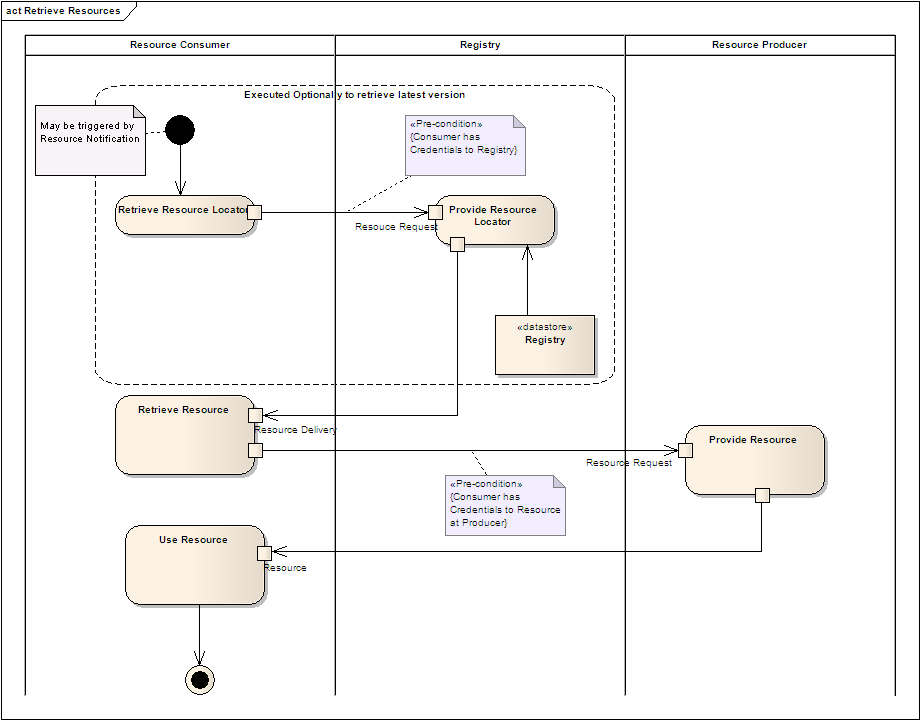 act Retrieve Resources
Resource Consumer
Registry
Resource Producer
Executed Optionally to retrieve latest version
May be triggered by
Resource Notification
«Pre-condition»
{Consumer has
Credentials to Registry}
Retrieve Resource Locator
Resouce Request
Provide Resource
Locator
«datastore»
Registry
Retrieve Resource
Resource Delivery
Resource Request
Provide Resource
«Pre-condition»
{Consumer has
Credentials to Resource
at Producer}
Use Resource
Resource